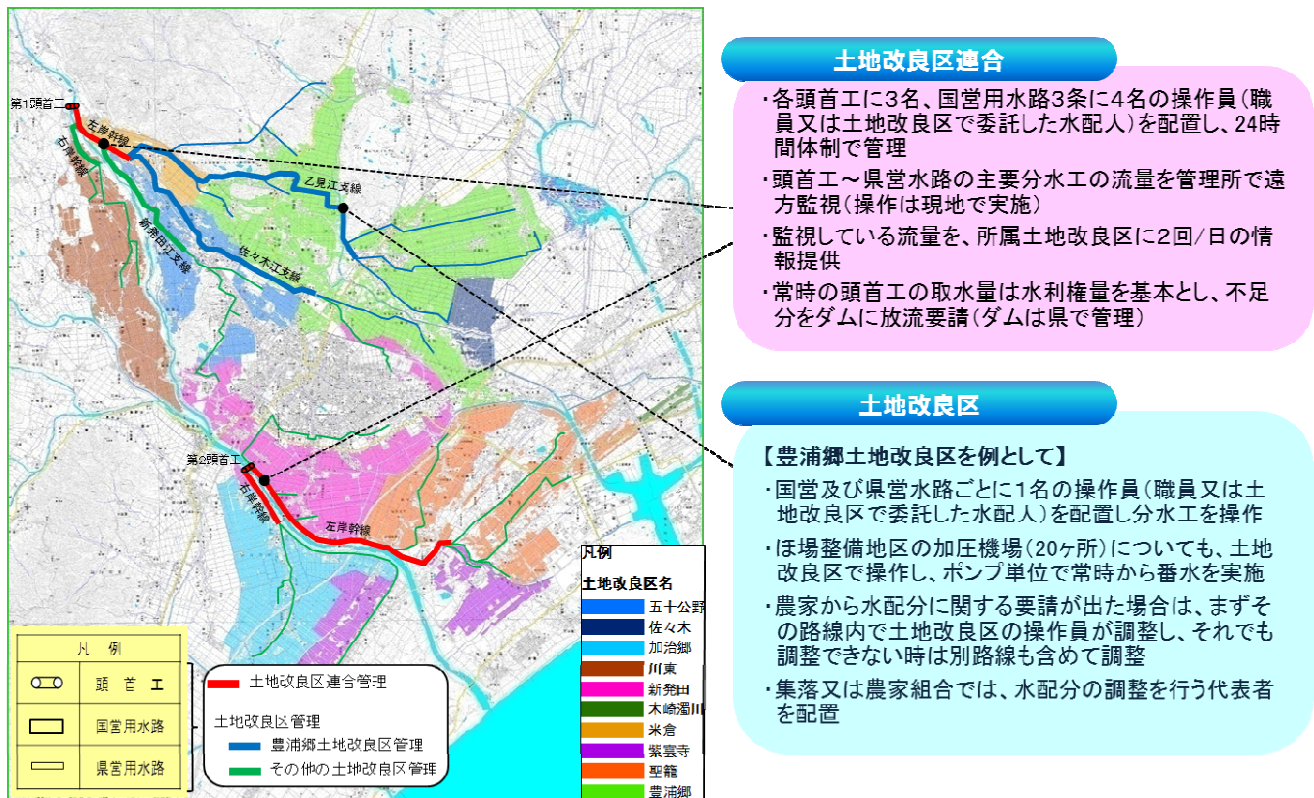 第1頭首工
左岸幹線
右岸幹線
乙見江支線
新発田江支線
佐々木江支線
第2頭首工
右岸幹線
左岸幹線
凡 例
頭 首 工
国営用水路
県営用水路
土地改良区連合管理
土地改良区管理
豊浦郷土地改良区管理
その他の土地改良区管理
凡例
土地改良区名
五十公野
佐々木
加治郷
川東
新発田
木崎濁川
米倉
紫雲寺
聖籠
豊浦郷
土地改良区連合
・各頭首工に3名、国営用水路3条に4名の操作員(職
員又は土地改良区で委託した水配人)を配置し、24時
間体制で管理
・頭首工~県営水路の主要分水工の流量を管理所で遠
方監視(操作は現地で実施)
・監視している流量を、所属土地改良区に2回/日の情
報提供
・常時の頭首工の取水量は水利権量を基本とし、不足
分をダムに放流要請(ダムは県で管理)
土地改良区
【豊浦郷土地改良区を例として】
・国営及び県営水路ごとに1名の操作員(職員又は土
地改良区で委託した水配人)を配置し分水工を操作
・ほ場整備地区の加圧機場(20ヶ所)についても、土地
改良区で操作し、ポンプ単位で常時から番水を実施
・農家から水配分に関する要請が出た場合は、まずそ
の路線内で土地改良区の操作員が調整し、それでも
調整できない時は別路線も含めて調整
・集落又は農家組合では、水配分の調整を行う代表者
を配置